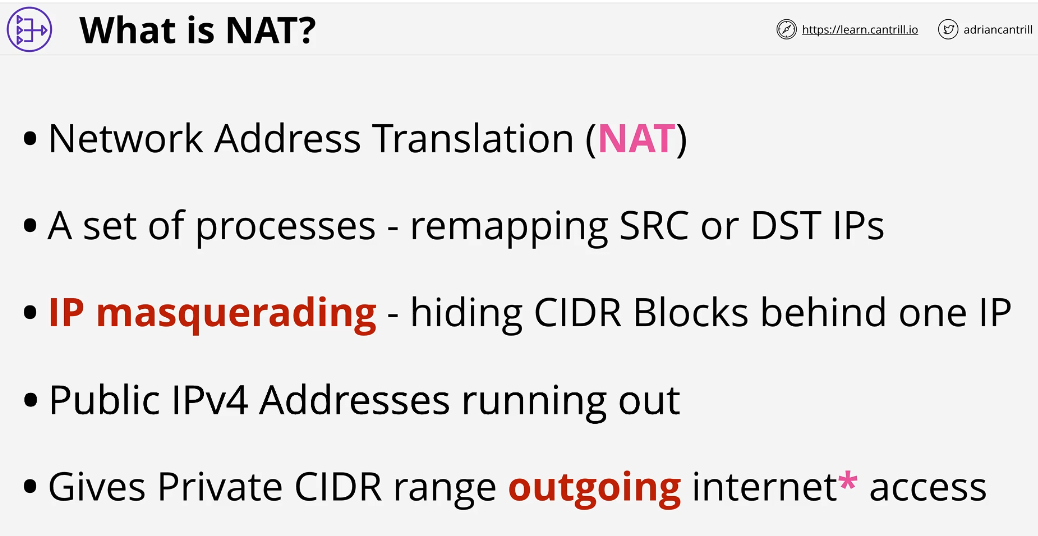 What is NAT?
https://learn.cantrill.io
adriancantrill
• Network Address Translation (NAT)
• A set of processes - remapping SRC or DST IPs
• IP masquerading - hiding CIDR Blocks behind one IP
• Public IPv4 Addresses running out
• Gives Private CIDR range outgoing internet* access